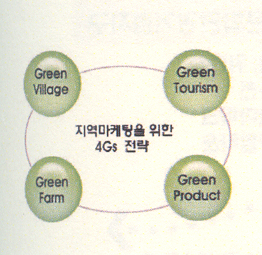 Green
Village
Green
Tourism
지역마케팅을 위한
4Gs 전략
Green
Farm
Green
Product